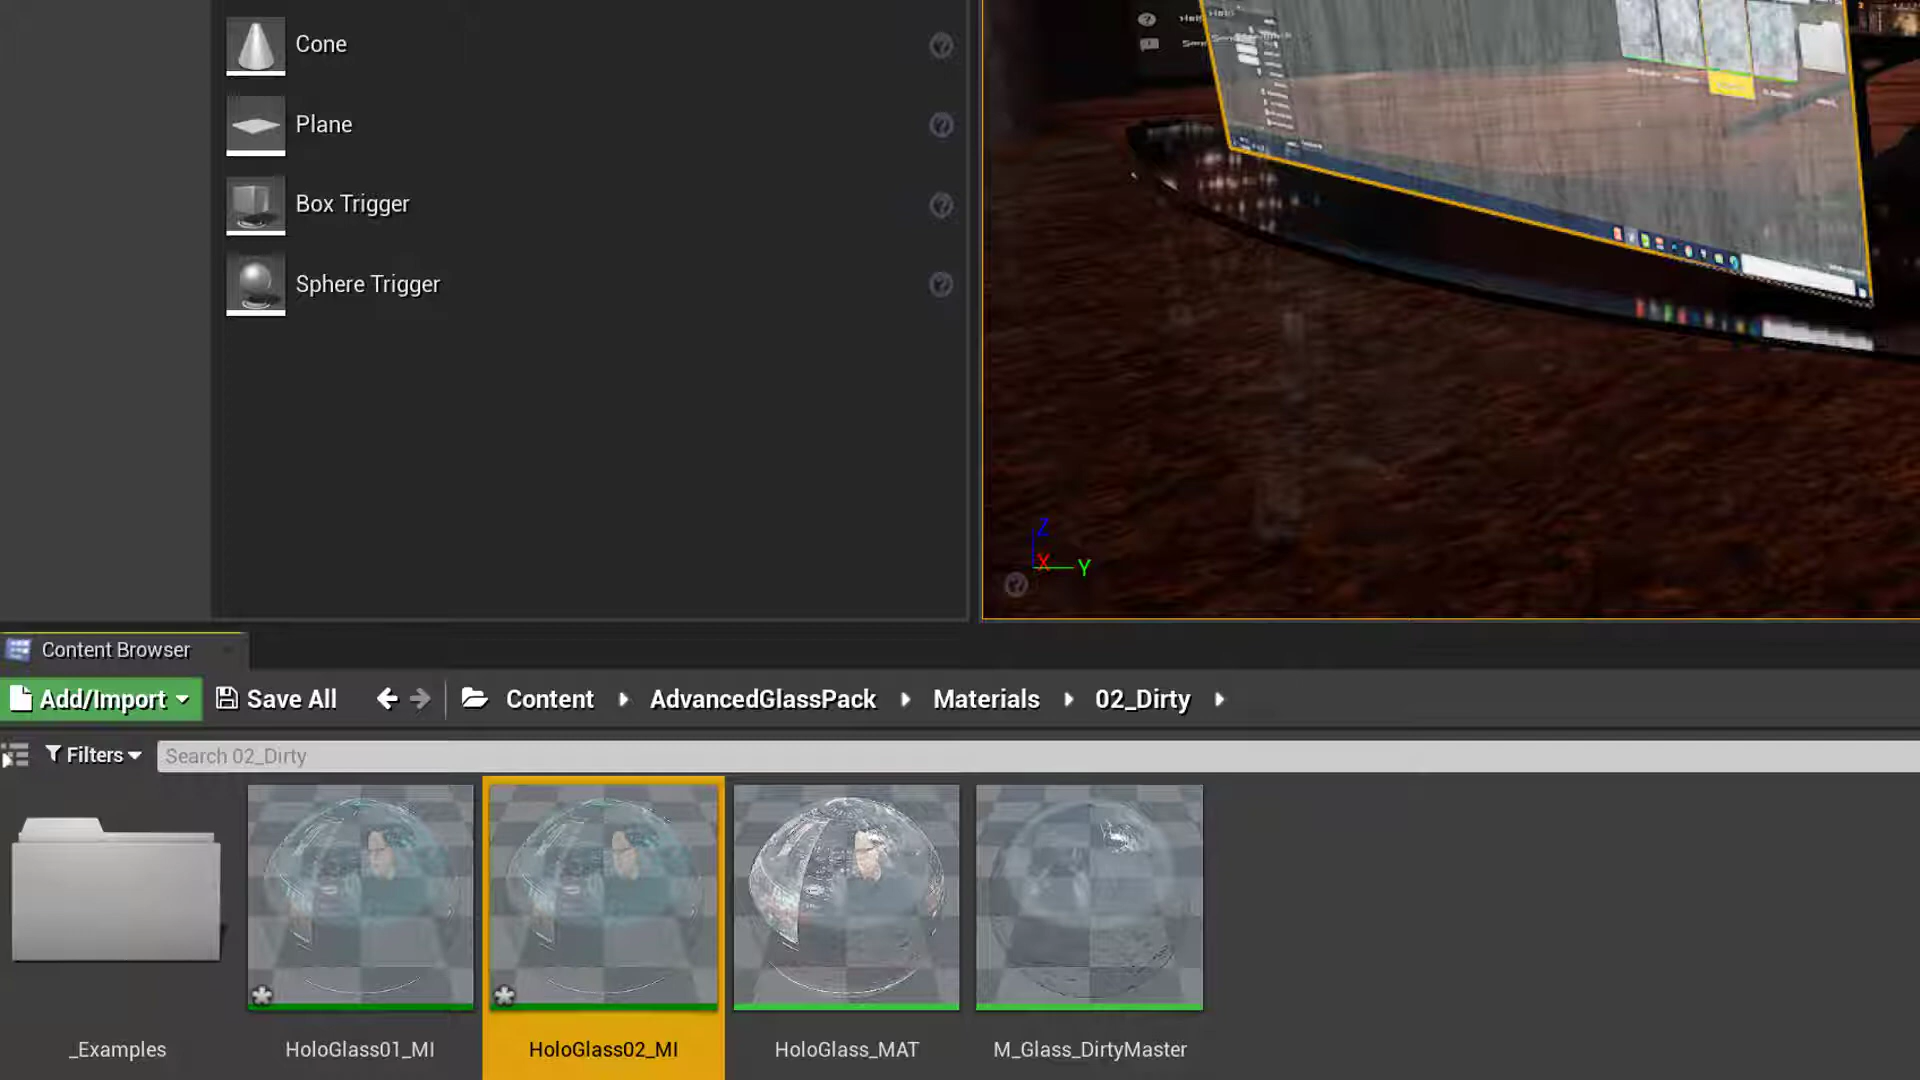 Cone
Plane
Box Trigger
Sphere Trigger
Z
X
Y
Content Browser
Add/Import
Save All
Content
AdvancedGlassPack
Materials
02_Dirty
Filters
Search 02_Dirty
_Examples
HoloGlass01_MI
HoloGlass02_MI
HoloGlass_MAT
M_Glass_DirtyMaster